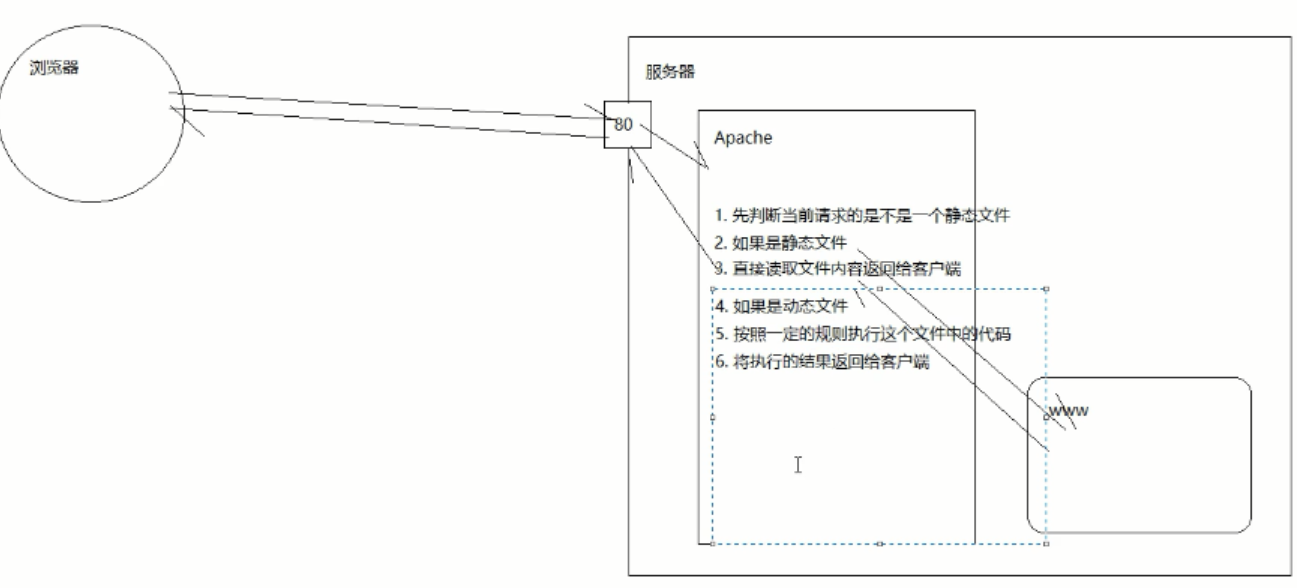 浏览器
服务器
80
Apache
1. 先判断当前请求的是不是一个静态文件
2. 如果是静态文件
3. 直接读取文件内容返回给客户端
4. 如果是动态文件
5. 按照一定的规则执行这个文件中的代码
6. 将执行的结果返回给客户端
www